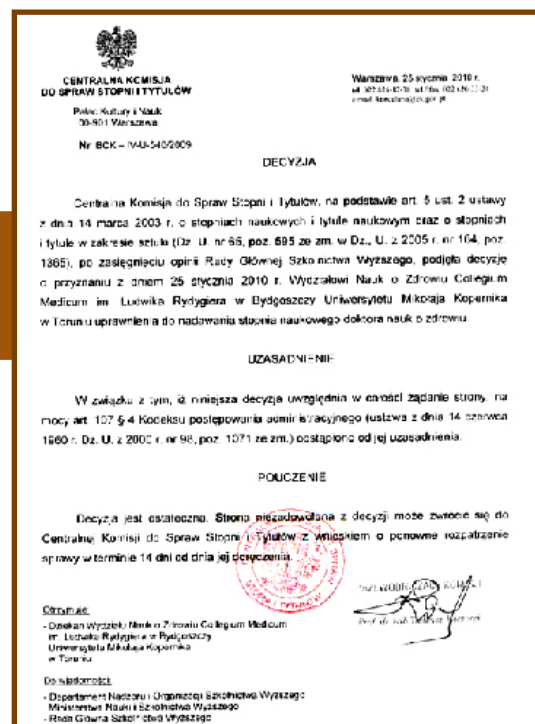 CENTRALNA KOMISJA
DO SPRAW STOPNI I TYTUŁÓW
Pałac Kultury i Nauki
00-901 Warszawa
Nr BCK – IV-U-540/2009
Warszawa, 25 stycznia 2010 r.
DECYZJA
Centralna Komisja do Spraw Stopni i Tytułów, na podstawie art. 5 ust. 2 ustawy
z dnia 14 marca 2003 r. o stopniach naukowych i tytule naukowym oraz o stopniach
i tytule w zakresie sztuki (Dz. U. nr 65, poz. 595 ze zm. w Dz., U. z 2005 r. nr 164, poz.
1365), po zasięgnięciu opinii Rady Głównej Szkolnictwa Wyższego, podjęła decyzję
o przyznaniu z dniem 25 stycznia 2010 r. Wydziałowi Nauk o Zdrowiu Collegium
Medicum im. Ludwika Rydygiera w Bydgoszczy Uniwersytetu Mikołaja Kopernika
w Toruniu uprawnienia do nadawania stopnia naukowego doktora nauk o zdrowiu.
UZASADNIENIE
W związku z tym, iż niniejsza decyzja uwzględnia w całości żądanie strony, na
mocy art. 107 § 4 Kodeksu postępowania administracyjnego (ustawa z dnia 14 czerwca
1960 r. Dz. U. z 2000 r. nr 98, poz. 1071 ze zm.) odstąpiono od jej uzasadnienia.
POUCZENIE
Decyzja jest ostateczna. Strona niezadowolona z decyzji może zwrócić się do
Centralnej Komisji do Spraw Stopni i Tytułów z wnioskiem o ponowne rozpatrzenie
sprawy w terminie 14 dni od dnia jej doręczenia.
PRZEWODNICZĄCY KOMISJI
Prof. dr hab.
Otrzymuje:
- Dziekan Wydziału Nauk o Zdrowiu Collegium Medicum
im. Ludwika Rydygiera w Bydgoszczy
Uniwersytetu Mikołaja Kopernika
w Toruniu
Do wiadomości:
- Departament Nadzoru i Organizacji Szkolnictwa Wyższego
Ministerstwa Nauki i Szkolnictwa Wyższego
- Rada Główna Szkolnictwa Wyższego